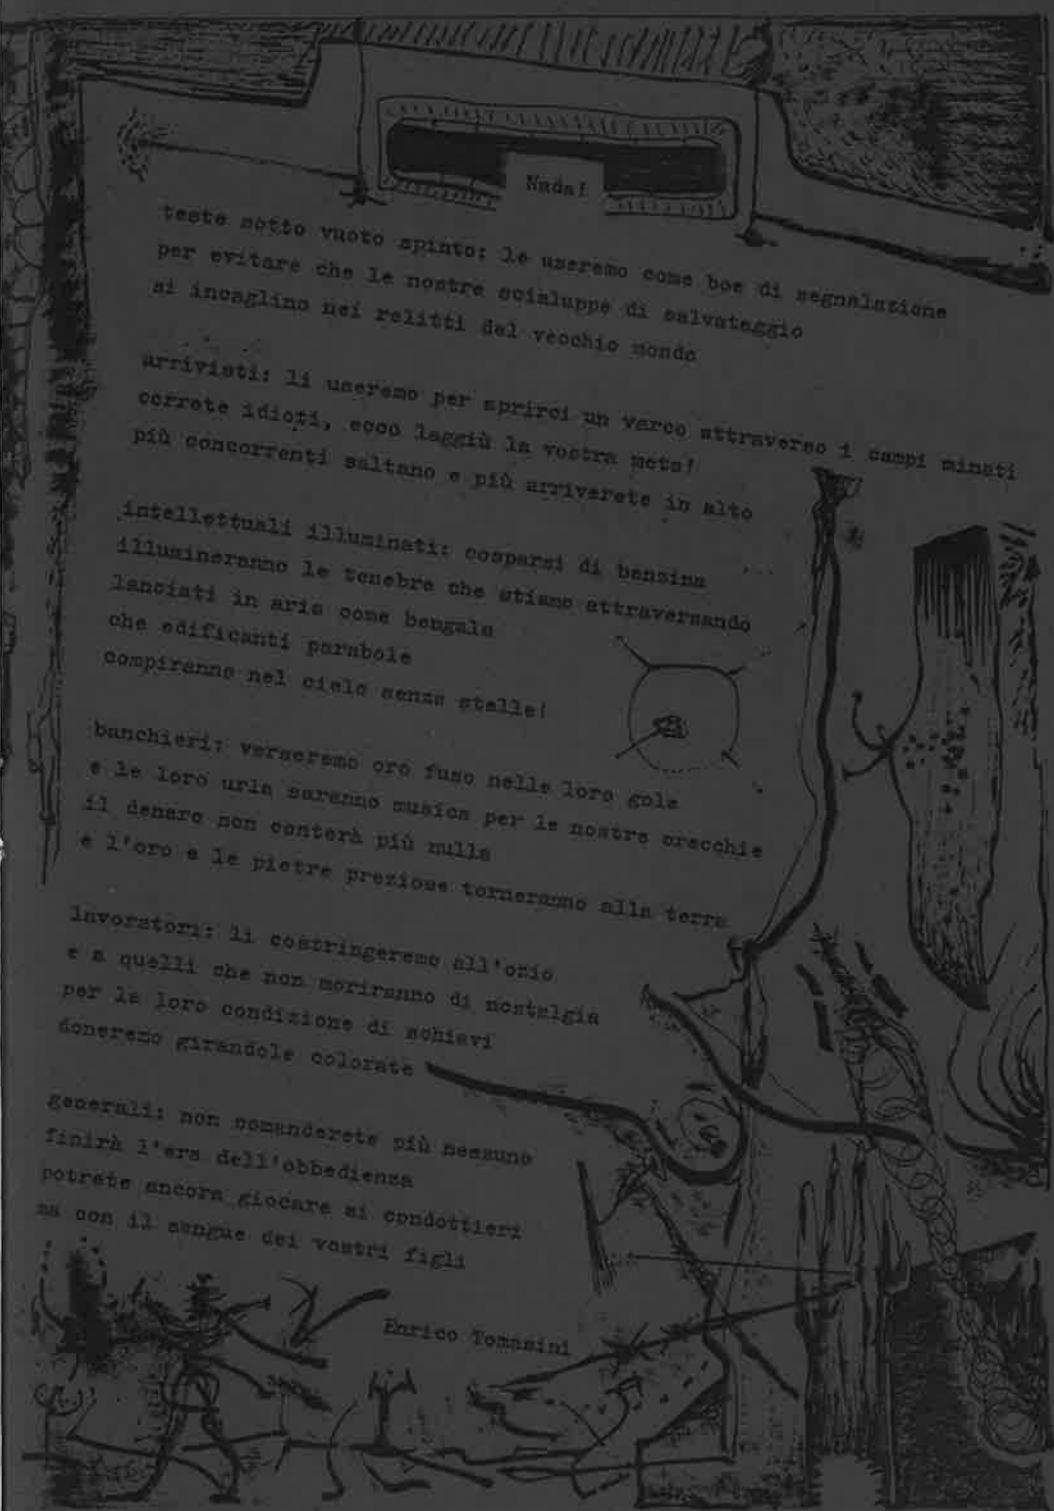 Nada!
teste sotto vuoto spinto: le useremo come boe di segnalazione
per evitare che le nostre scialuppe di salvataggio
si incaglino nei relitti del vecchio mondo
arrivisti: li useremo per aprirci un varco attraverso i campi minati
correte idioti, ecco laggiù la vostra meta!
più concorrenti saltano e più arriverete in alto
intellettuali illuminati: cosparsi di benzina
illumineranno le tenebre che stiamo attraversando
lanciati in aria come bengala
che edificanti parabole
compiranno nel cielo senza stelle!
banchieri: verseremo oro fuso nelle loro gole
e le loro urla saranno musica per le nostre orecchie
il denaro non conterà più nulla
e l'oro e le pietre preziose torneranno alla terra
lavoratori: li costringeremo all'ozio
e a quelli che non moriranno di nostalgia
per la loro condizione di schiavi
doneremo girandole colorate
generali: non comanderete più nessuno
finirà l'era dell'obbedienza
potrete ancora giocare ai condottieri
ma con il sangue dei vostri figli
Enrico Tomasini